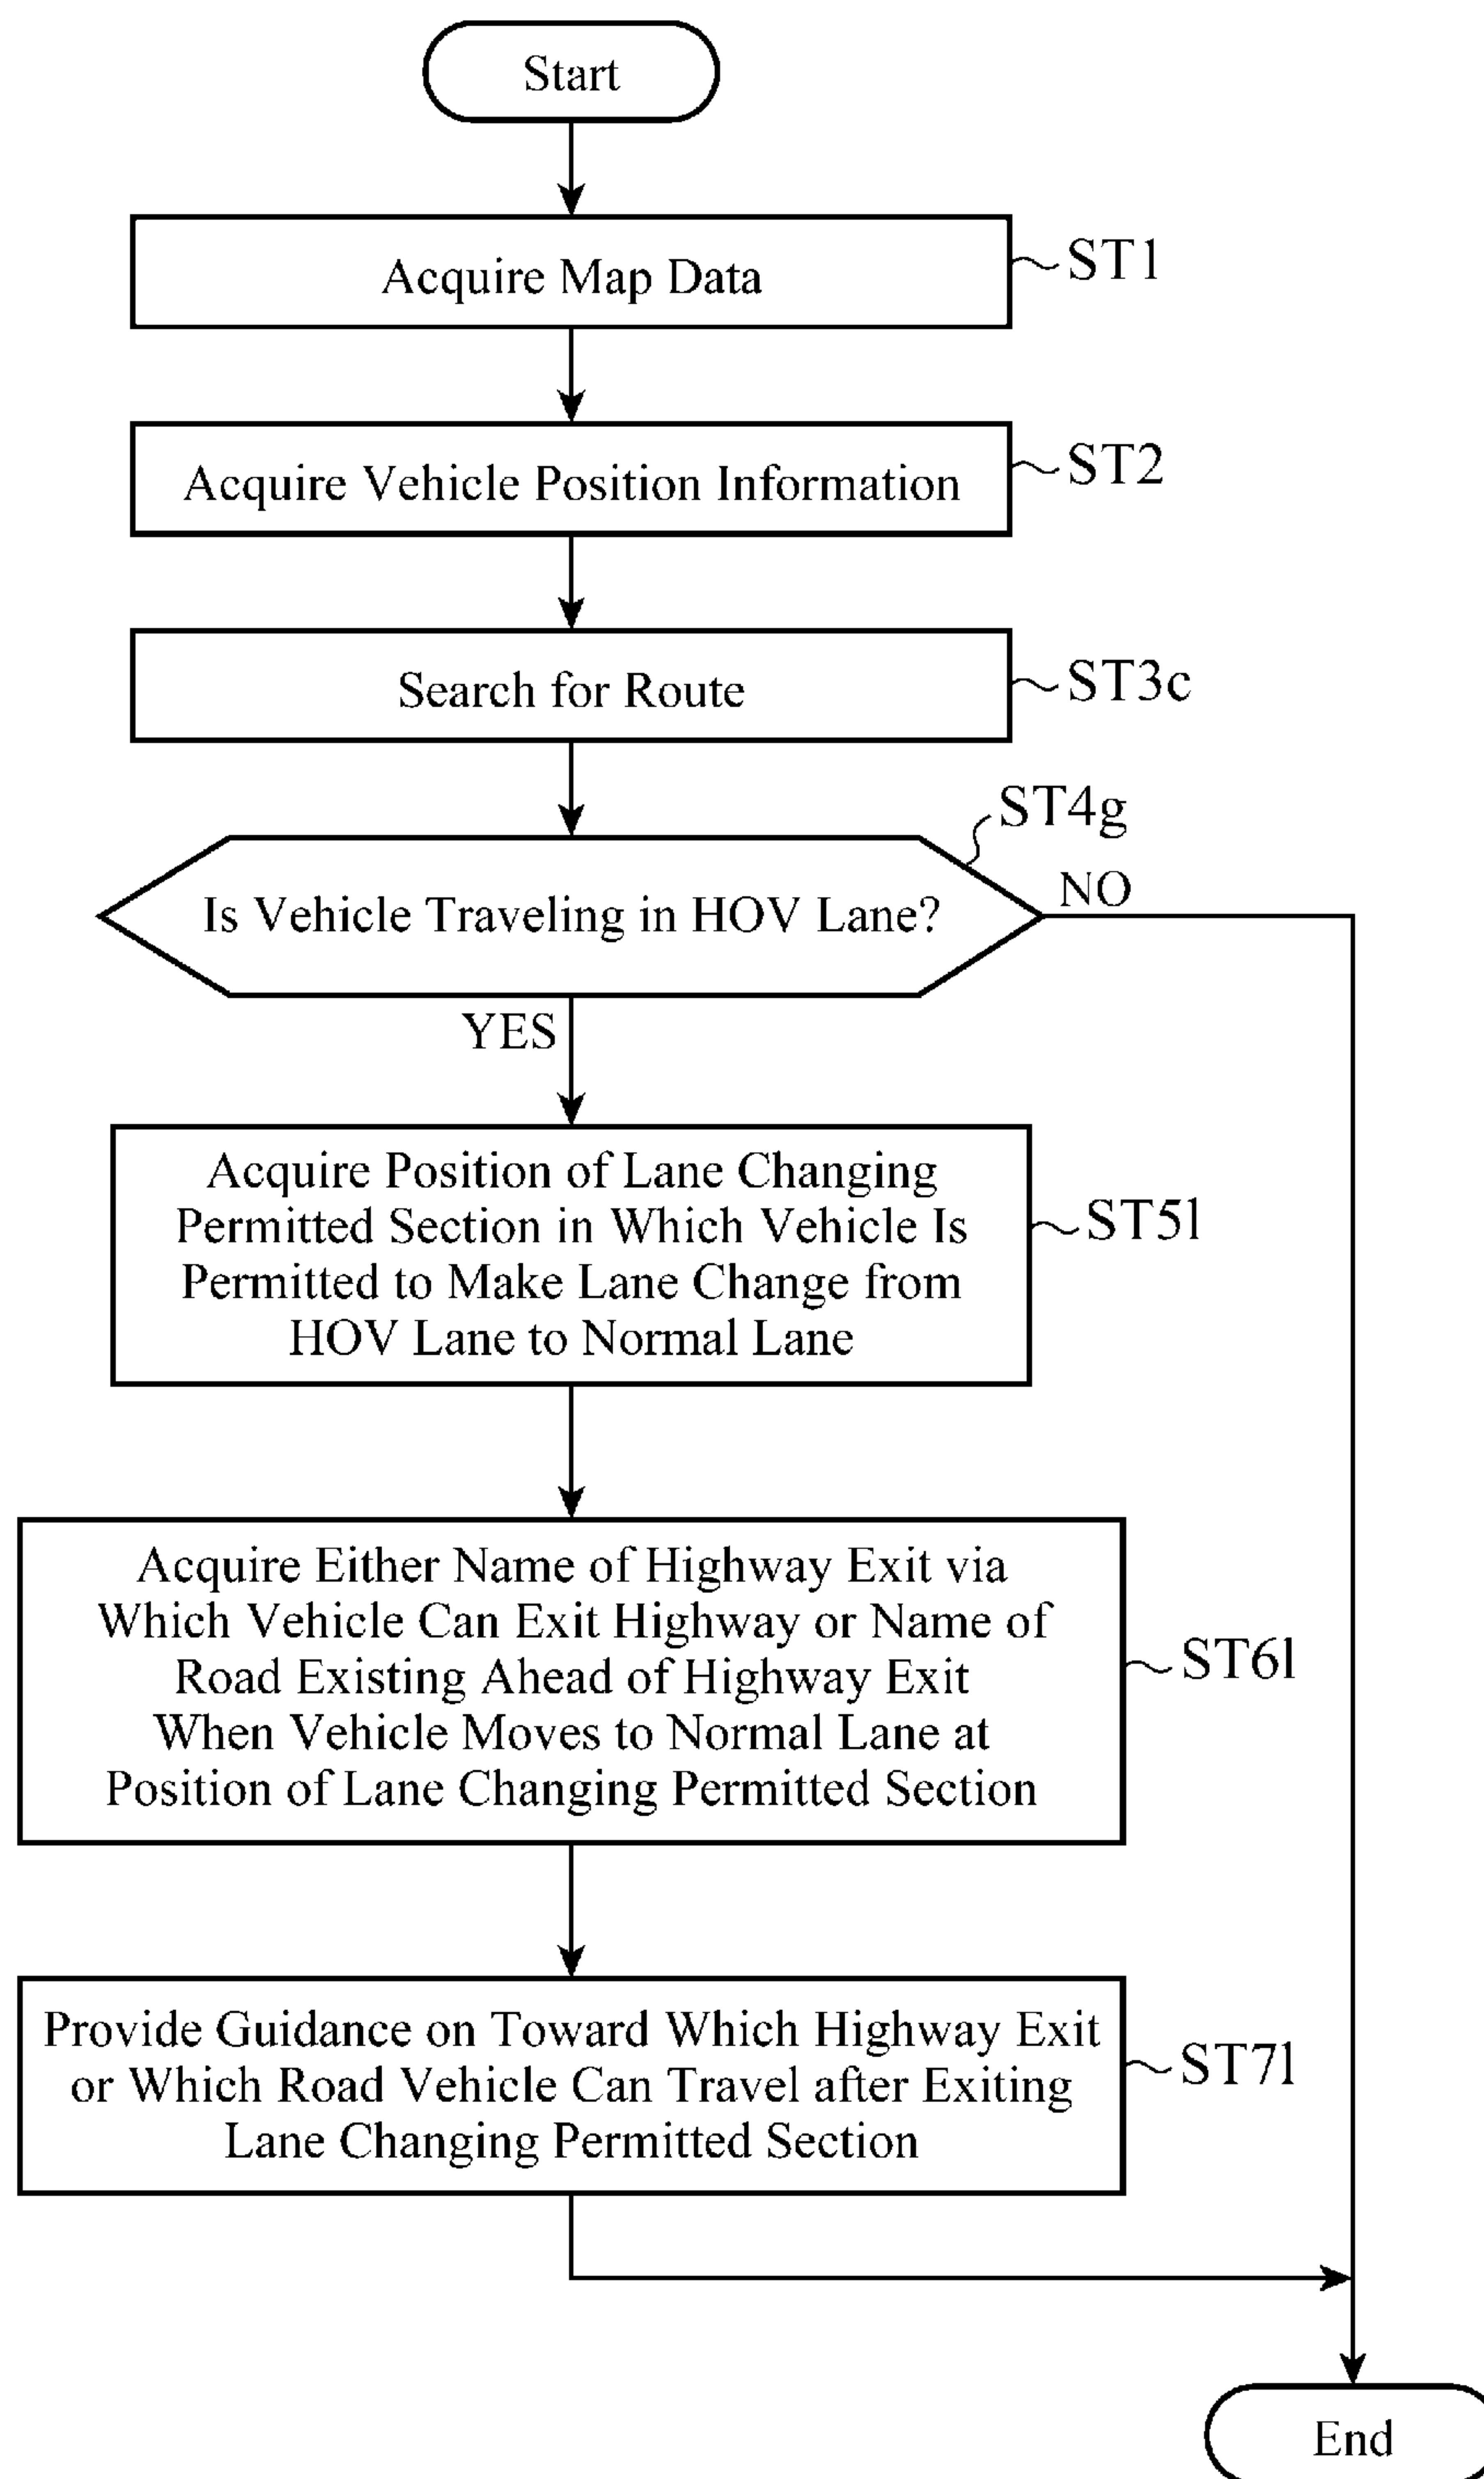 Start
Acquire Map Data
ST1
Acquire Vehicle Position Information
ST2
Search for Route
ST3c
ST4g
Is Vehicle Traveling in HOV Lane?
NO
YES
Acquire Position of Lane Changing
Permitted Section in Which Vehicle Is
Permitted to Make Lane Change from
HOV Lane to Normal Lane
ST5l
Acquire Either Name of Highway Exit via
Which Vehicle Can Exit Highway or Name of
Road Existing Ahead of Highway Exit
When Vehicle Moves to Normal Lane at
Position of Lane Changing Permitted Section
ST6l
Provide Guidance on Toward Which Highway Exit
or Which Road Vehicle Can Travel after Exiting
Lane Changing Permitted Section
ST7l
End